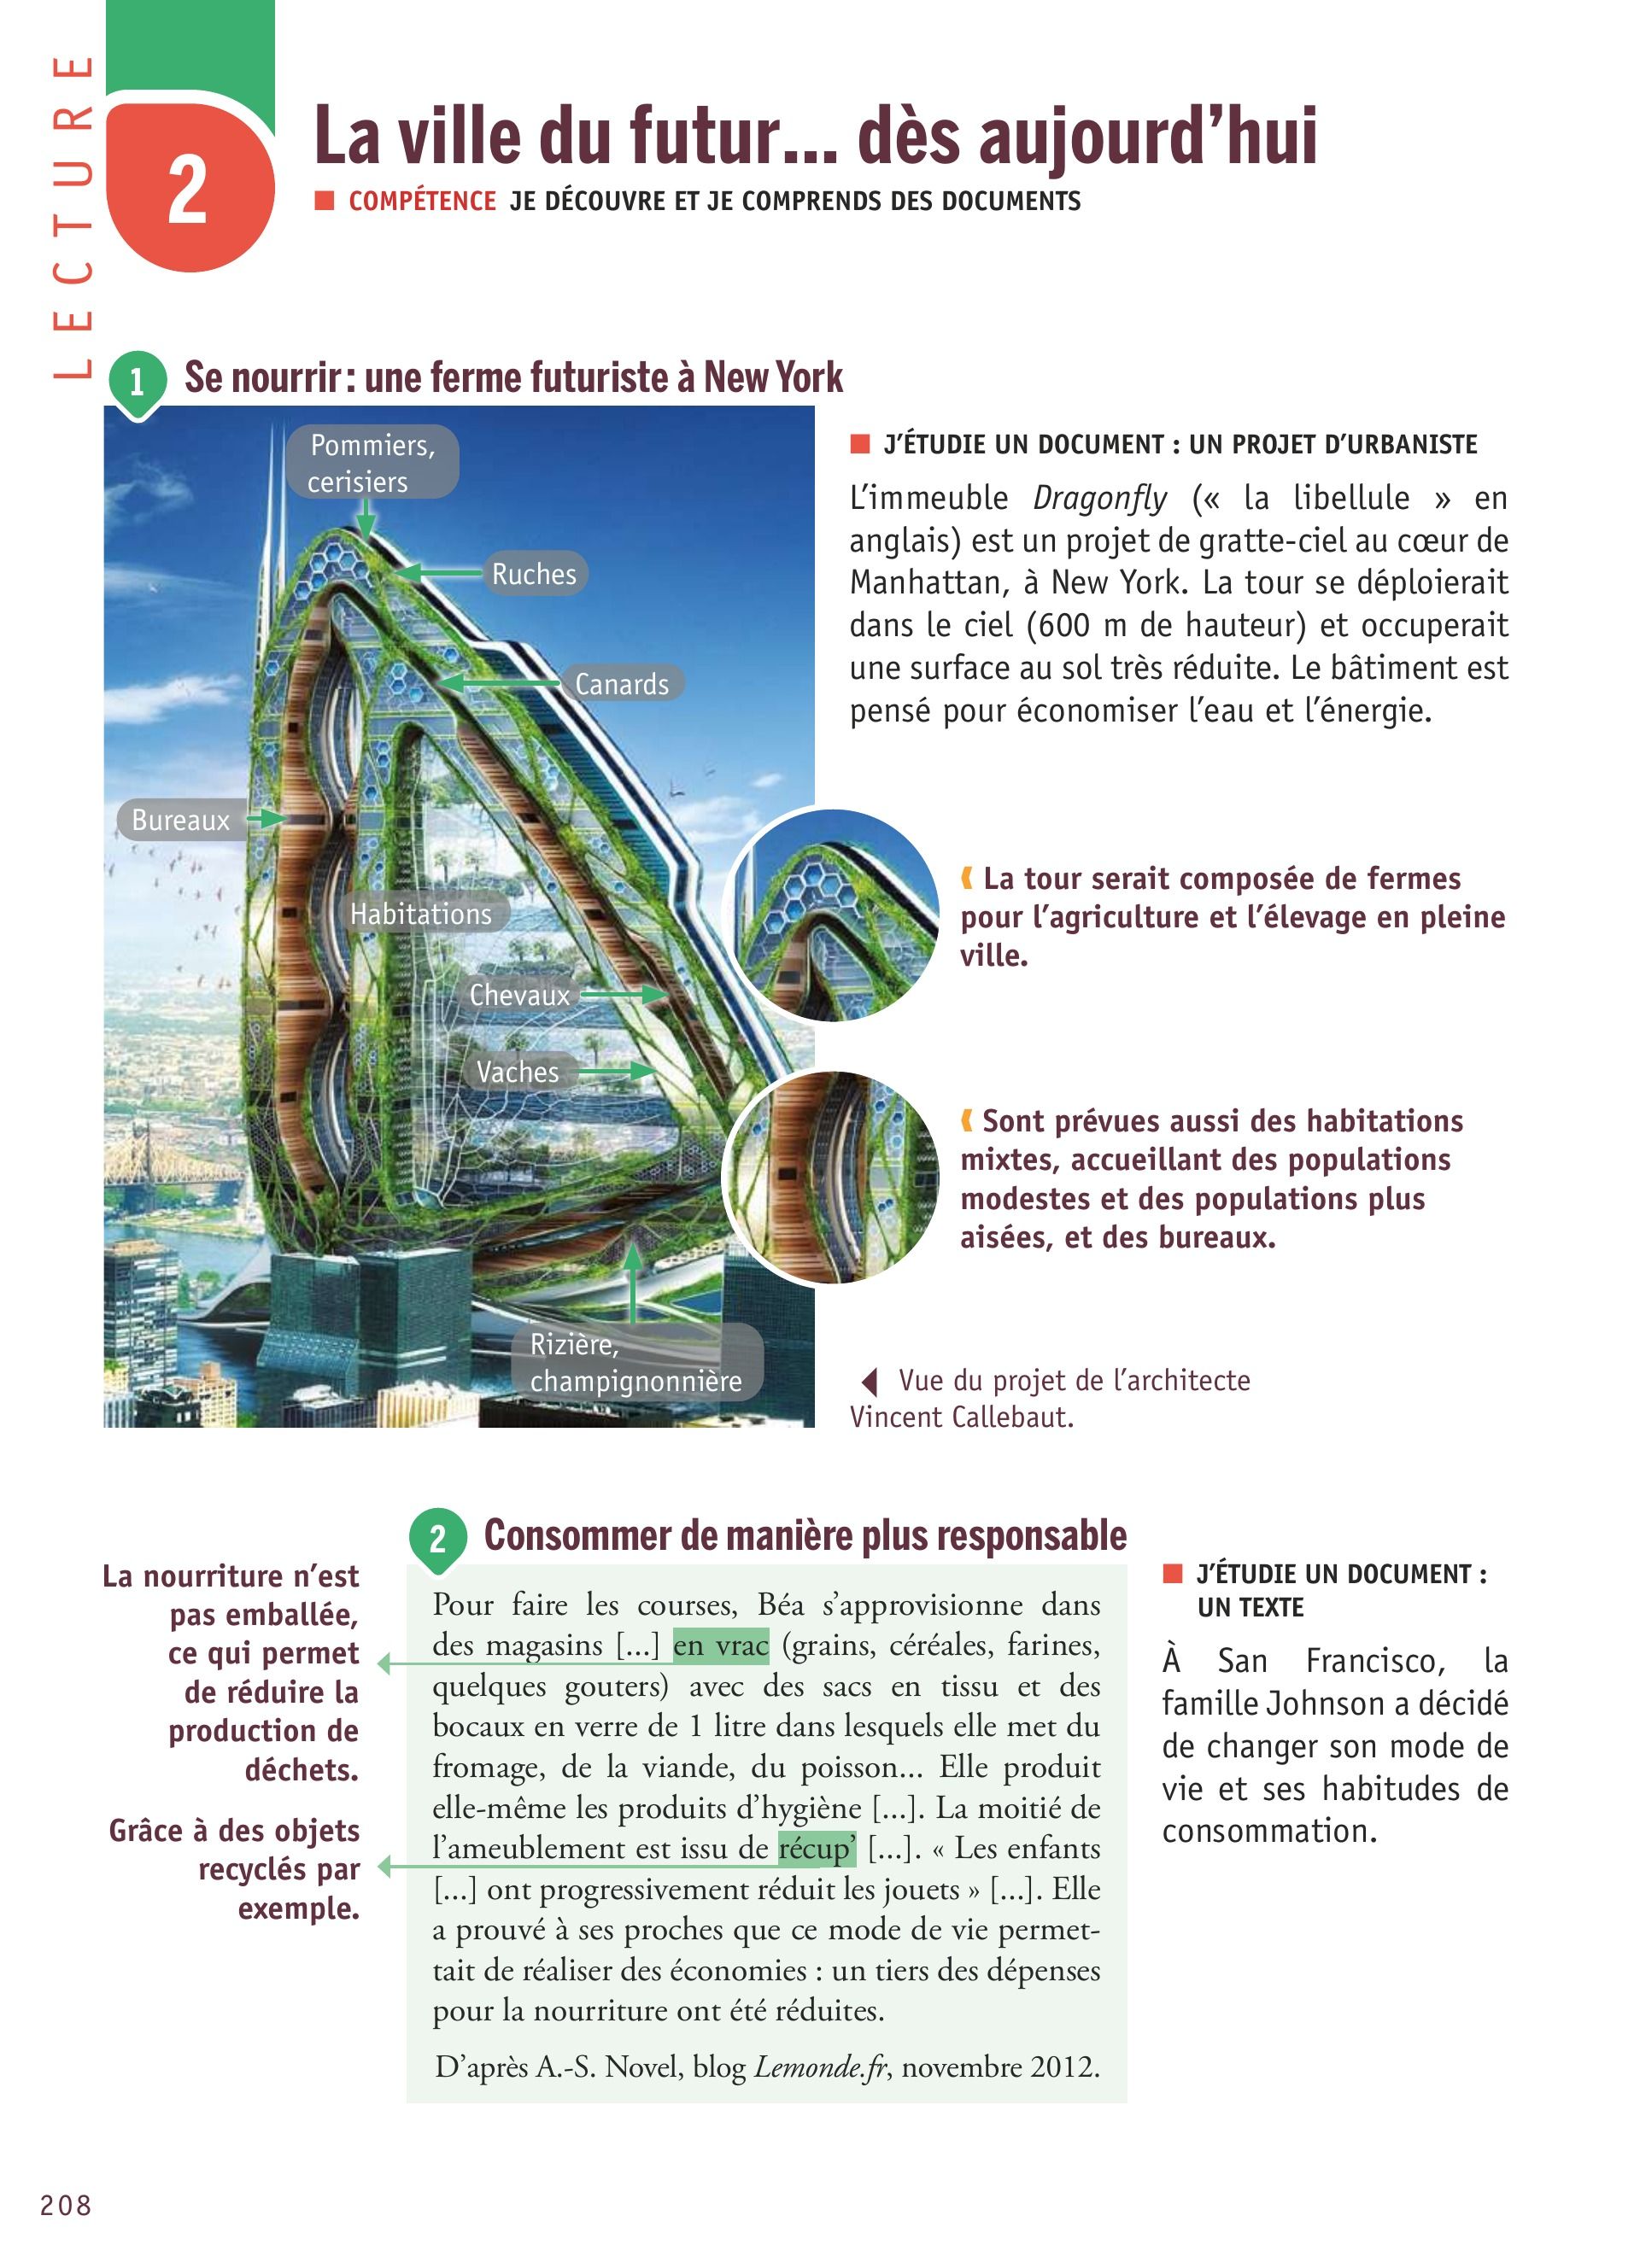 LECTURE
2
La ville du futur... dès aujourd'hui
■ COMPÉTENCE JE DÉCOUVRE ET JE COMPRENDS DES DOCUMENTS
1 Se nourrir : une ferme futuriste à New York
Pommiers,
cerisiers
Ruches
Canards
Bureaux
Habitations
Chevaux
Vaches
Rizière,
champignonnière
■ J'ÉTUDIE UN DOCUMENT : UN PROJET D'URBANISTE
L'immeuble Dragonfly (« la libellule » en
anglais) est un projet de gratte-ciel au cœur de
Manhattan, à New York. La tour se déploierait
dans le ciel (600 m de hauteur) et occuperait
une surface au sol très réduite. Le bâtiment est
pensé pour économiser l'eau et l'énergie.
La tour serait composée de fermes
pour l'agriculture et l'élevage en pleine
ville.
Sont prévues aussi des habitations
mixtes, accueillant des populations
modestes et des populations plus
aisées, et des bureaux.
◀ Vue du projet de l'architecte
Vincent Callebaut.
2 Consommer de manière plus responsable
La nourriture n'est
pas emballée,
ce qui permet
de réduire la
production de
déchets.
Grâce à des objets
recyclés par
exemple.
Pour faire les courses, Béa s'approvisionne dans
des magasins [...] en vrac (grains, céréales, farines,
quelques gouters) avec des sacs en tissu et des
bocaux en verre de 1 litre dans lesquels elle met du
fromage, de la viande, du poisson... Elle produit
elle-même les produits d'hygiène [...]. La moitié de
l'ameublement est issu de récup' [...]. « Les enfants
[...] ont progressivement réduit les jouets » [...]. Elle
a prouvé à ses proches que ce mode de vie permet-
tait de réaliser des économies : un tiers des dépenses
pour la nourriture ont été réduites.
D'après A.-S. Novel, blog Lemonde.fr, novembre 2012.
■ J'ÉTUDIE UN DOCUMENT :
UN TEXTE
À San Francisco, la
famille Johnson a décidé
de changer son mode de
vie et ses habitudes de
consommation.
208